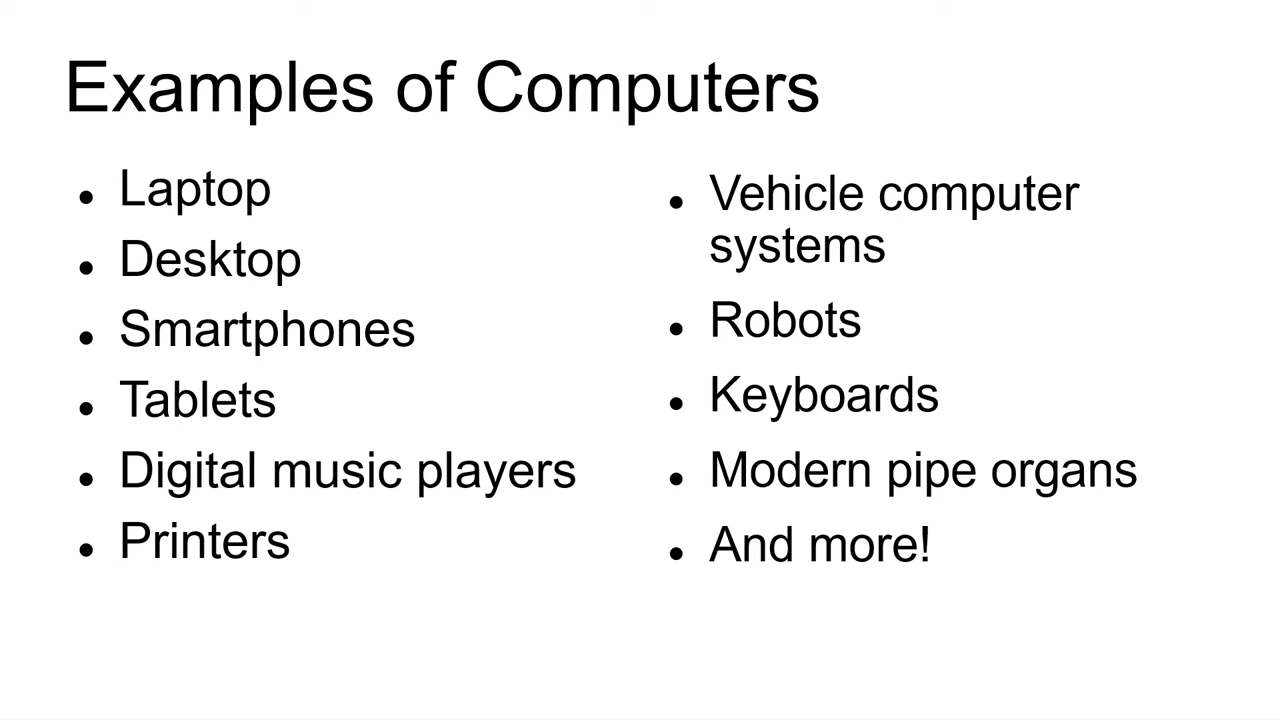 Examples of Computers
Laptop
Desktop
Smartphones
Tablets
Digital music players
Printers
Vehicle computer
systems
Robots
Keyboards
Modern pipe organs
And more!